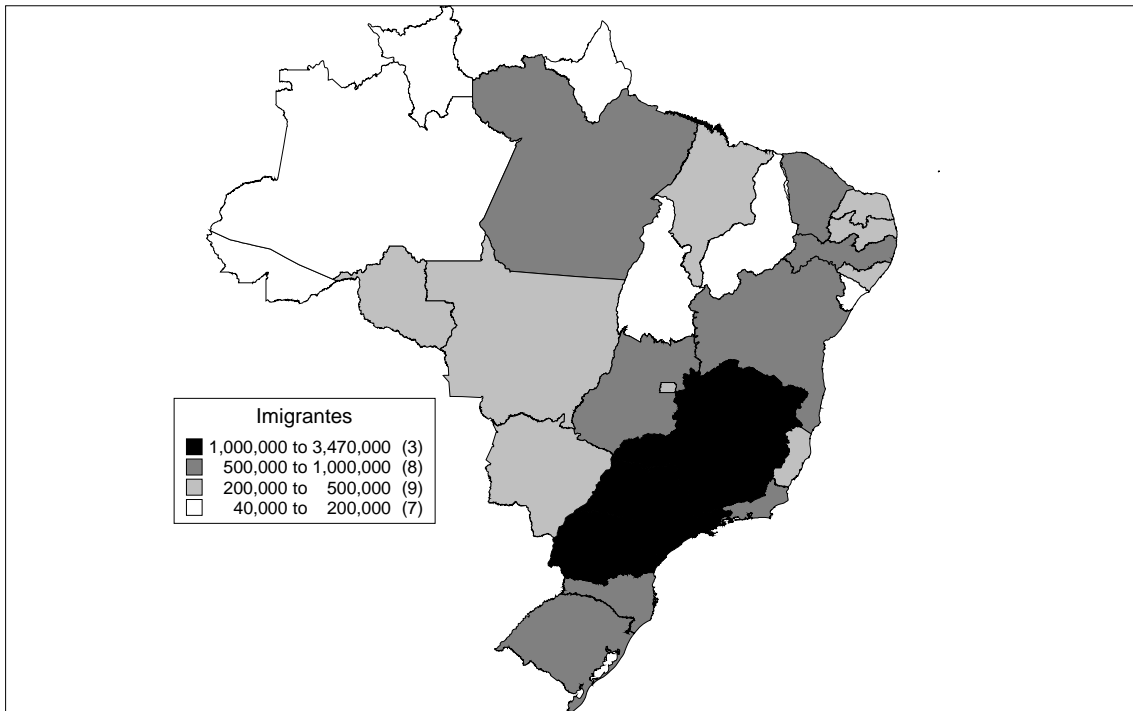 Imigrantes
1,000,000 to 3,470,000 (3)
500,000 to 1,000,000 (8)
200,000 to 500,000 (9)
40,000 to 200,000 (7)